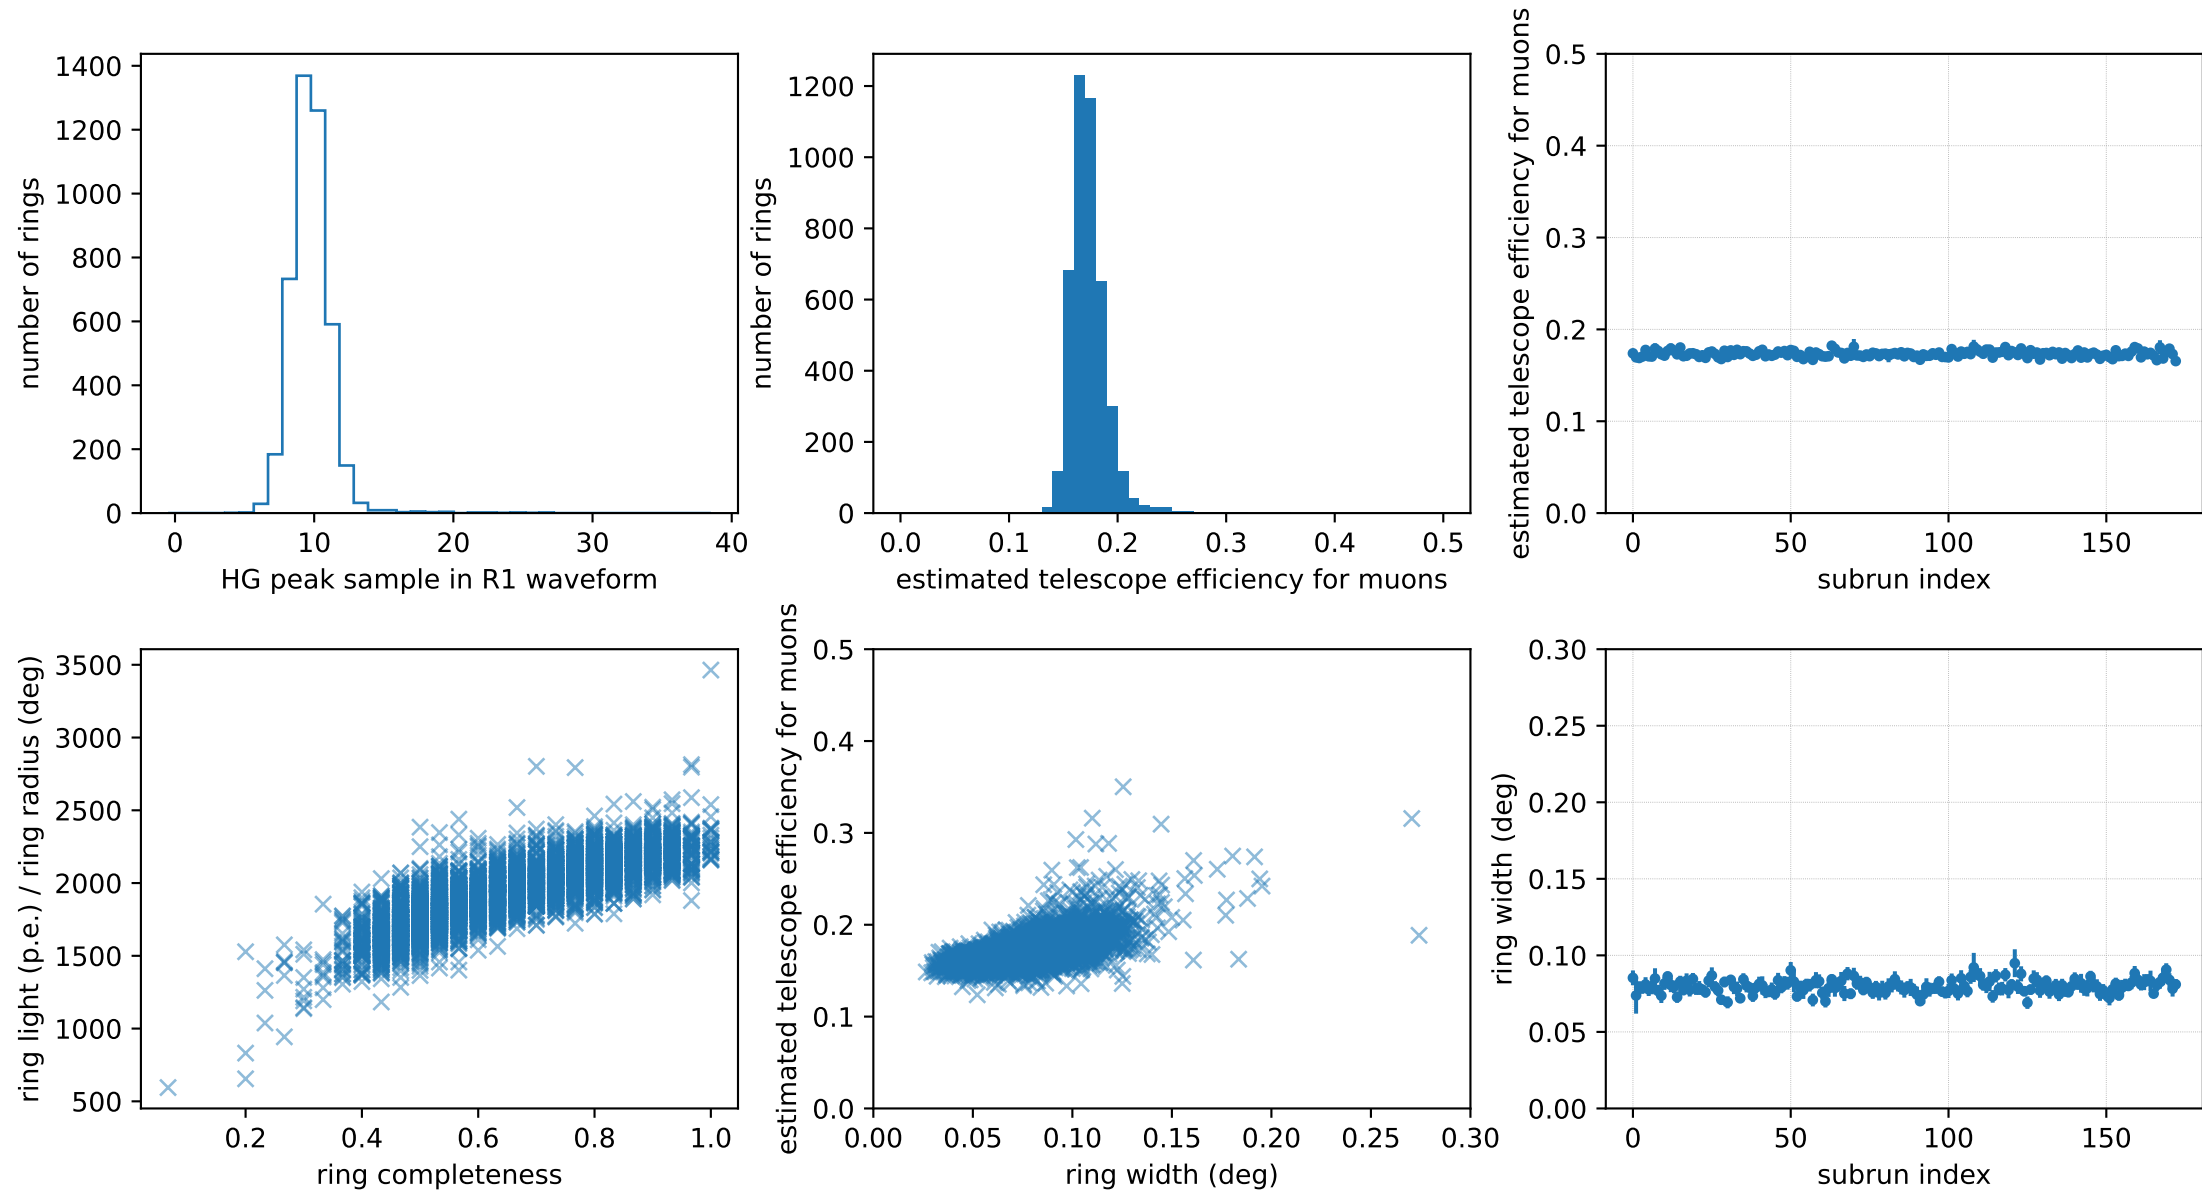 1400
1200
1000
800
600
400
200
0
number of rings
0 10 20 30 40
HG peak sample in R1 waveform
1200
1000
800
600
400
200
0
number of rings
0.0 0.1 0.2 0.3 0.4 0.5
estimated telescope efficiency for muons
0.5
0.4
0.3
0.2
0.1
0.0
estimated telescope efficiency for muons
0 50 100 150
subrun index
3500
3000
2500
2000
1500
1000
500
ring light (p.e.) / ring radius (deg)
0.2 0.4 0.6 0.8 1.0
ring completeness
0.5
0.4
0.3
0.2
0.1
0.0
estimated telescope efficiency for muons
0.00 0.05 0.10 0.15 0.20 0.25 0.30
ring width (deg)
0.30
0.25
0.20
0.15
0.10
0.05
0.00
ring width (deg)
0 50 100 150
subrun index